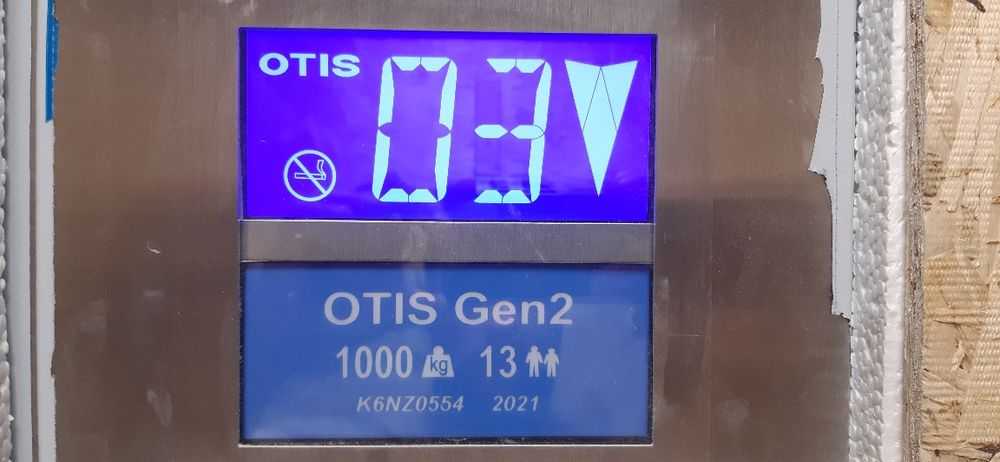 OTIS 03
OTIS Gen2
1000 kg 13
K6NZ0554 2021